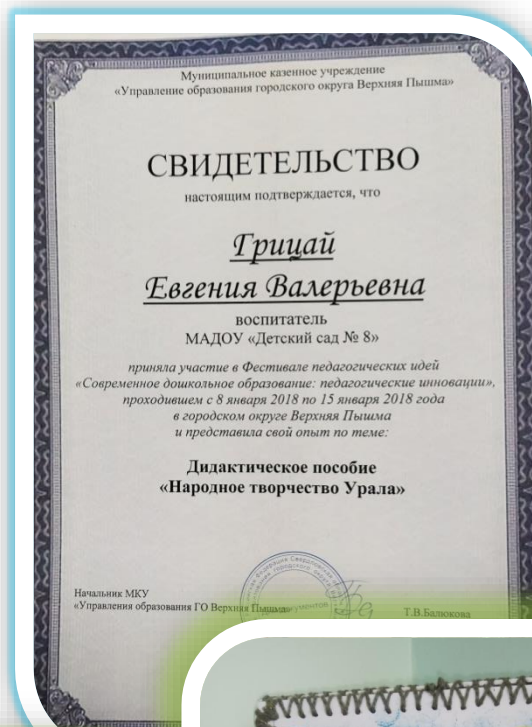 Муниципальное казенное учреждение
«Управление образования городского округа Верхняя Пышма»
СВИДЕТЕЛЬСТВО
настоящим подтверждается, что
Грицай
Евгения Валерьевна
воспитатель
МАДОУ «Детский сад № 8»
приняла участие в Фестивале педагогических идей
«Современное дошкольное образование: педагогические инновации»,
проходившем с 8 января 2018 по 15 января 2018 года
в городском округе Верхняя Пышма
и представила свой опыт по теме:
Дидактическое пособие
«Народное творчество Урала»
Начальник МКУ
«Управления образования ГО Верхняя Пышма»
Т.В.Балюкова